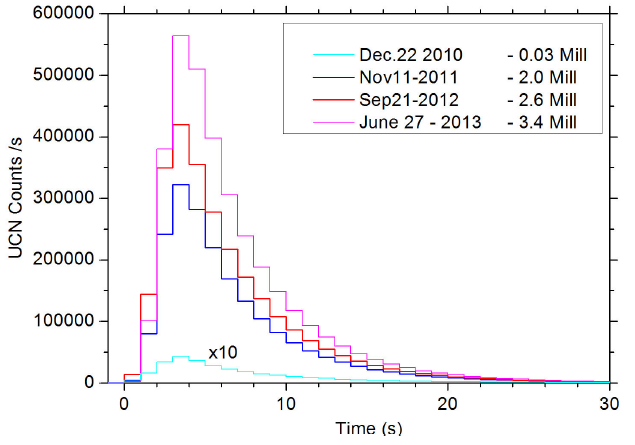 600000
500000
400000
300000
200000
100000
0
UCN Counts /s
Dec.22 2010 - 0.03 Mill
Nov11-2011 - 2.0 Mill
Sep21-2012 - 2.6 Mill
June 27 - 2013 - 3.4 Mill
x10
0 10 20 30
Time (s)